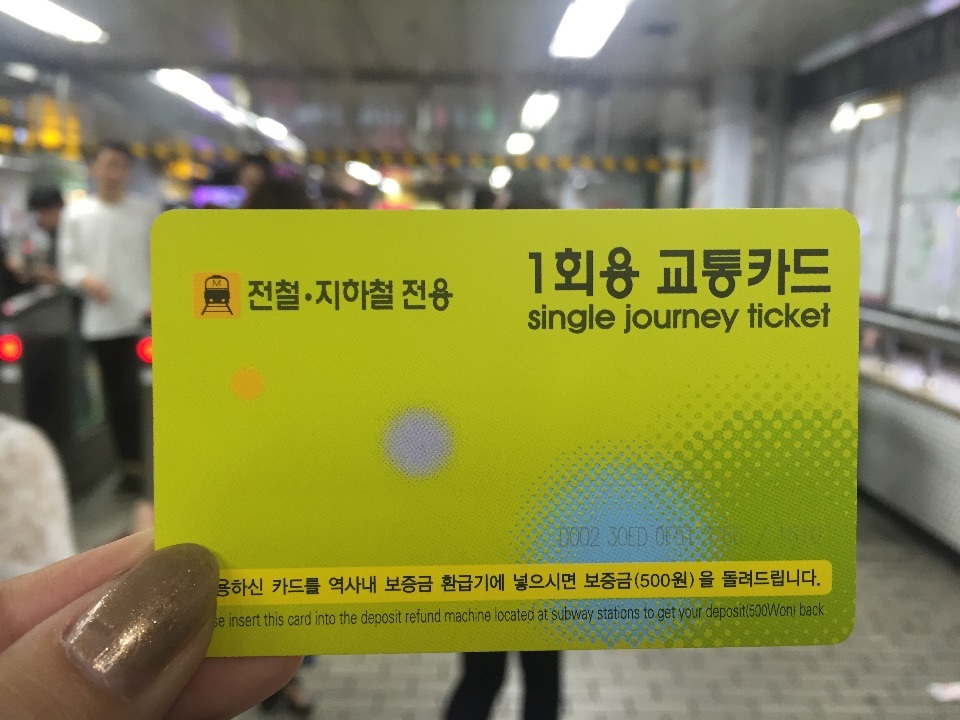 M
전철·지하철 전용
1회용 교통카드
single journey ticket
D002 30ED
용하신 카드를 역사내 보증금 환급기에 넣으시면 보증금(500원)을 돌려드립니다.
se insert this card into the deposit refund machine located at subway stations to get your deposit(500Won) back